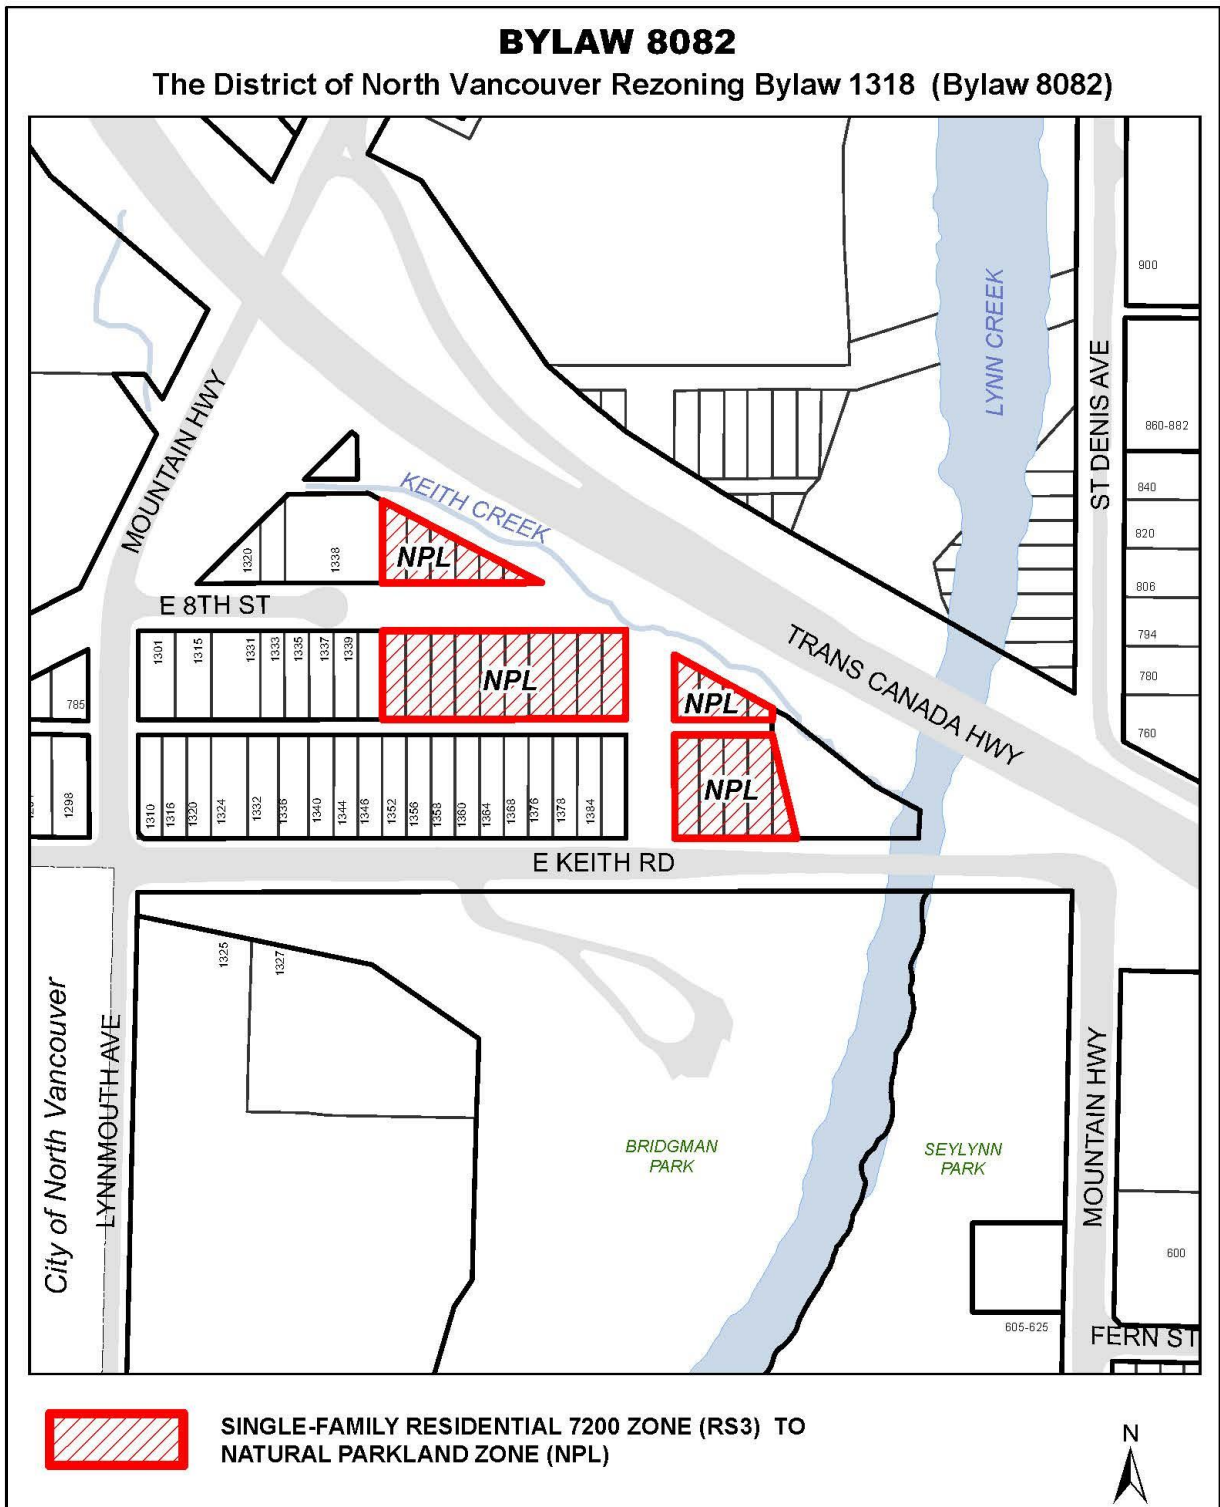 BYLAW 8082
The District of North Vancouver Rezoning Bylaw 1318 (Bylaw 8082)
900
LYNN CREEK
ST DENIS AVE
MOUNTAIN HWY
860-882
KEITH CREEK
840
820
1320
1338
NPL
806
E 8TH ST
794
1301
1315
1331
1333
1335
1337
1339
NPL
TRANS CANADA HWY
780
785
NPL
760
1298
1310
1316
1320
1324
1332
1336
1340
1344
1346
1352
1356
1358
1360
1364
1368
1376
1378
1384
NPL
E KEITH RD
1325
1327
City of North Vancouver
LYNNMOUTH AVE
BRIDGMAN
PARK
SEYLYNN
PARK
MOUNTAIN HWY
600
605-625
FERN ST
SINGLE-FAMILY RESIDENTIAL 7200 ZONE (RS3) TO
NATURAL PARKLAND ZONE (NPL)
N